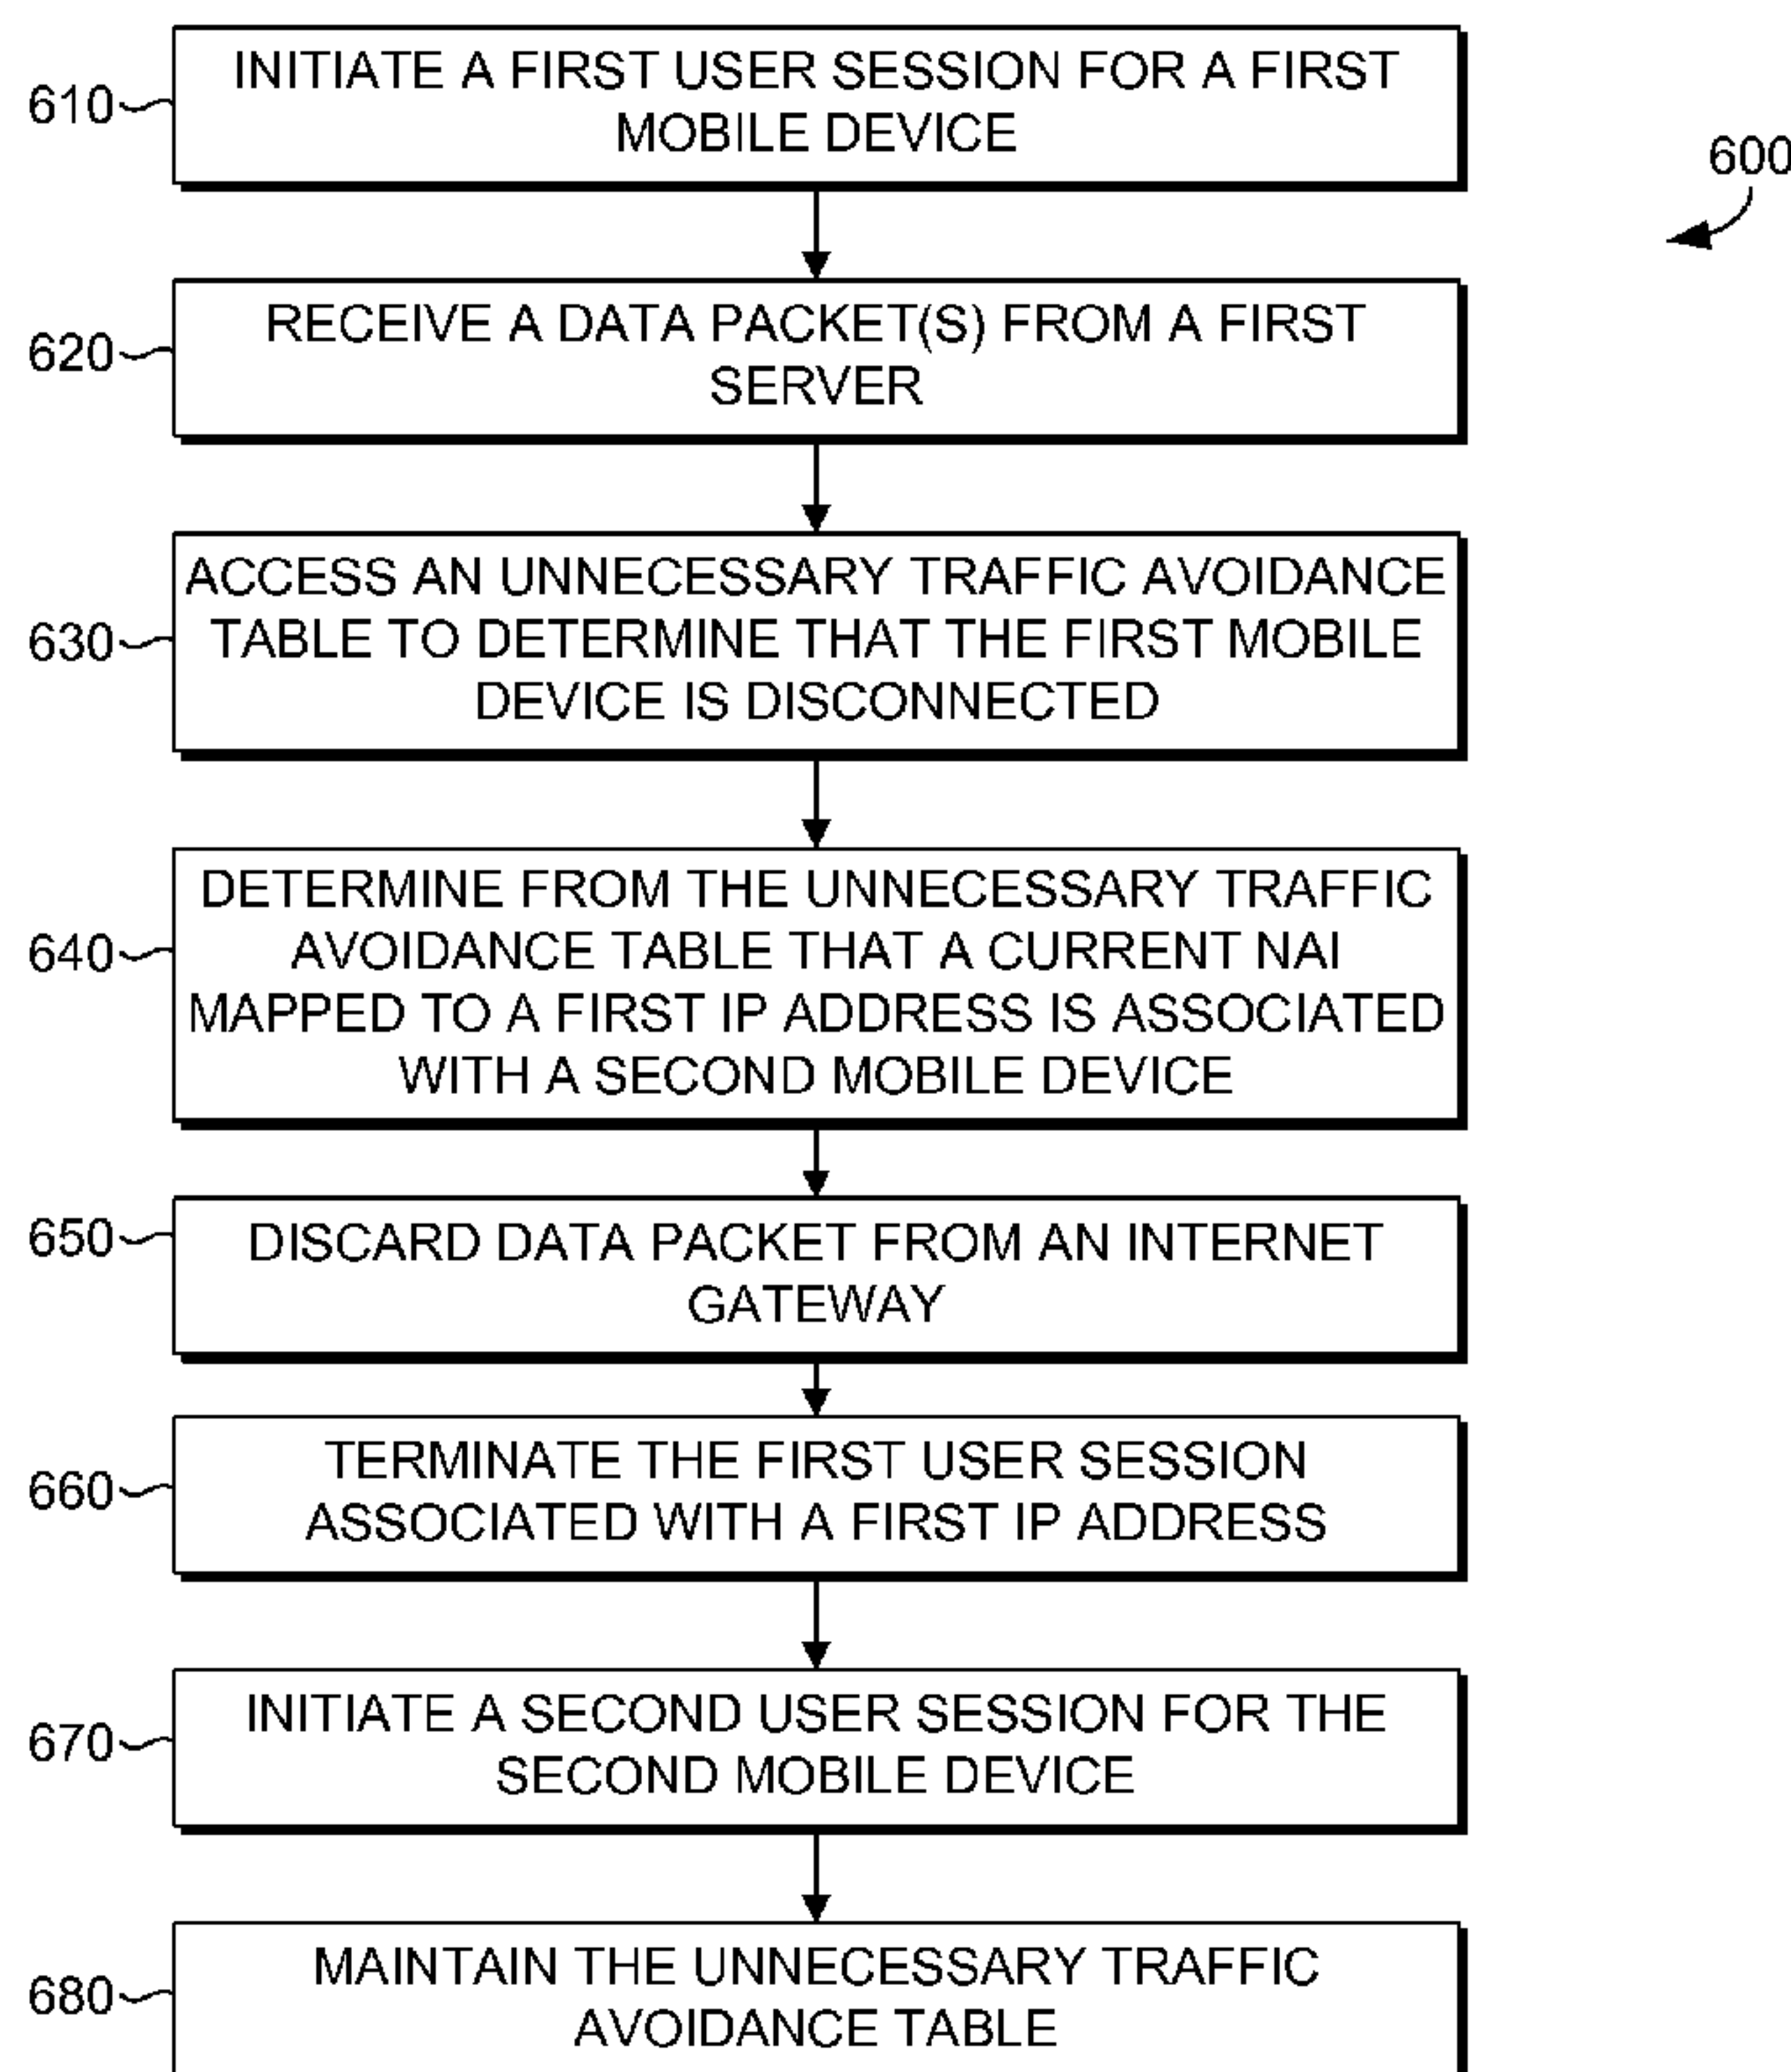 610
INITIATE A FIRST USER SESSION FOR A FIRST
MOBILE DEVICE
600
620
RECEIVE A DATA PACKET(S) FROM A FIRST
SERVER
630
ACCESS AN UNNECESSARY TRAFFIC AVOIDANCE
TABLE TO DETERMINE THAT THE FIRST MOBILE
DEVICE IS DISCONNECTED
640
DETERMINE FROM THE UNNECESSARY TRAFFIC
AVOIDANCE TABLE THAT A CURRENT NAI
MAPPED TO A FIRST IP ADDRESS IS ASSOCIATED
WITH A SECOND MOBILE DEVICE
650
DISCARD DATA PACKET FROM AN INTERNET
GATEWAY
660
TERMINATE THE FIRST USER SESSION
ASSOCIATED WITH A FIRST IP ADDRESS
670
INITIATE A SECOND USER SESSION FOR THE
SECOND MOBILE DEVICE
680
MAINTAIN THE UNNECESSARY TRAFFIC
AVOIDANCE TABLE